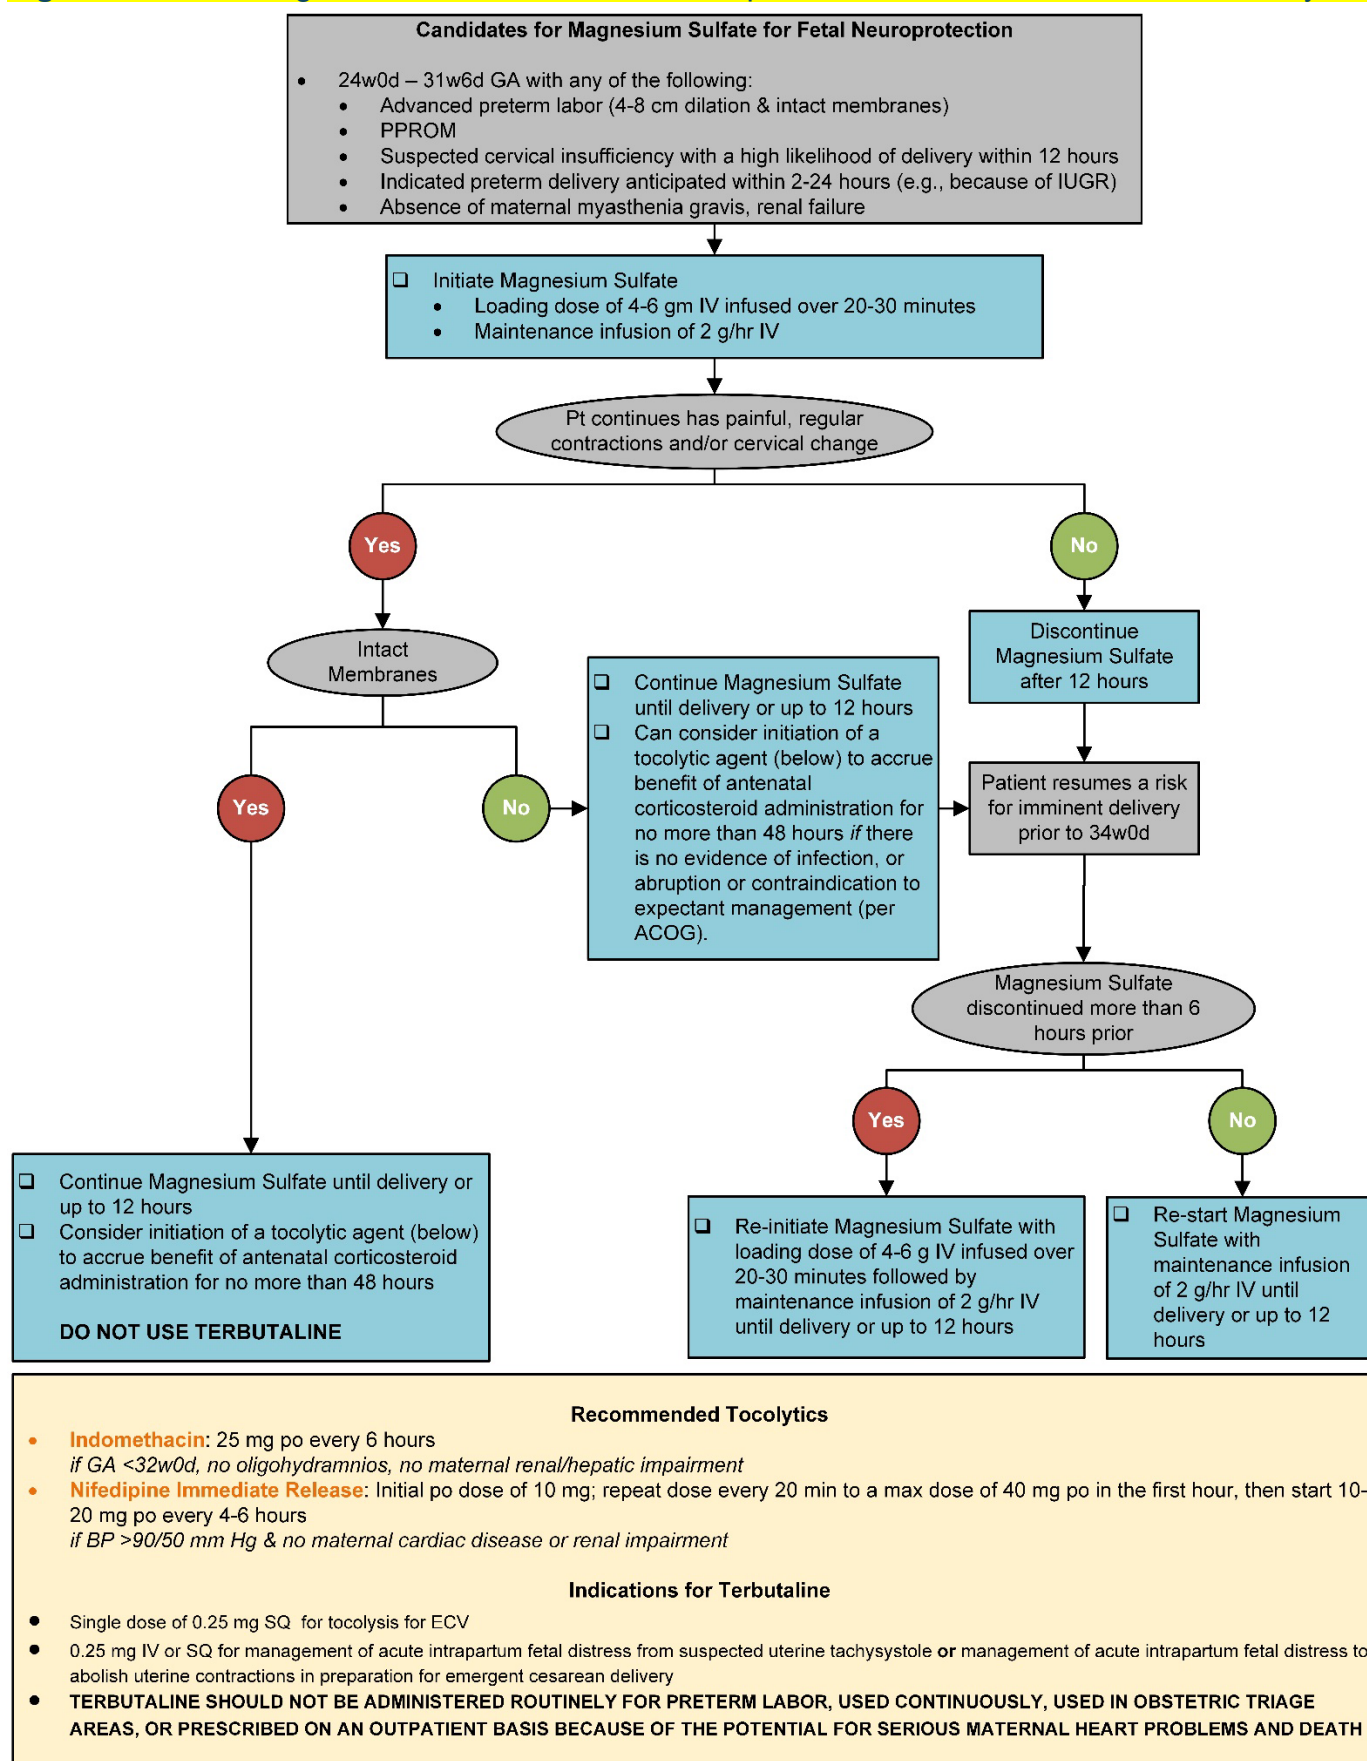 Candidates for Magnesium Sulfate for Fetal Neuroprotection
• 24w0d – 31w6d GA with any of the following:
• Advanced preterm labor (4-8 cm dilation & intact membranes)
• PPROM
• Suspected cervical insufficiency with a high likelihood of delivery within 12 hours
• Indicated preterm delivery anticipated within 2-24 hours (e.g., because of IUGR)
• Absence of maternal myasthenia gravis, renal failure
❑ Initiate Magnesium Sulfate
• Loading dose of 4-6 gm IV infused over 20-30 minutes
• Maintenance infusion of 2 g/hr IV
Pt continues has painful, regular
contractions and/or cervical change
Yes
No
Intact
Membranes
Discontinue
Magnesium Sulfate
after 12 hours
Yes
No
❑ Continue Magnesium Sulfate
until delivery or up to 12 hours
❑ Can consider initiation of a
tocolytic agent (below) to accrue
benefit of antenatal
corticosteroid administration for
no more than 48 hours if there
is no evidence of infection, or
abruption or contraindication to
expectant management (per
ACOG).
Patient resumes a risk
for imminent delivery
prior to 34w0d
Magnesium Sulfate
discontinued more than 6
hours prior
Yes
No
❑ Continue Magnesium Sulfate until delivery or
up to 12 hours
❑ Consider initiation of a tocolytic agent (below)
to accrue benefit of antenatal corticosteroid
administration for no more than 48 hours
DO NOT USE TERBUTALINE
❑ Re-initiate Magnesium Sulfate with
loading dose of 4-6 g IV infused over
20-30 minutes followed by
maintenance infusion of 2 g/hr IV
until delivery or up to 12 hours
❑ Re-start Magnesium
Sulfate with
maintenance infusion
of 2 g/hr IV until
delivery or up to 12
hours
Recommended Tocolytics
• Indomethacin: 25 mg po every 6 hours
if GA <32w0d, no oligohydramnios, no maternal renal/hepatic impairment
• Nifedipine Immediate Release: Initial po dose of 10 mg; repeat dose every 20 min to a max dose of 40 mg po in the first hour, then start 10-
20 mg po every 4-6 hours
if BP >90/50 mm Hg & no maternal cardiac disease or renal impairment
Indications for Terbutaline
• Single dose of 0.25 mg SQ for tocolysis for ECV
• 0.25 mg IV or SQ for management of acute intrapartum fetal distress from suspected uterine tachysystole or management of acute intrapartum fetal distress to
abolish uterine contractions in preparation for emergent cesarean delivery
• TERBUTALINE SHOULD NOT BE ADMINISTERED ROUTINELY FOR PRETERM LABOR, USED CONTINUOUSLY, USED IN OBSTETRIC TRIAGE
AREAS, OR PRESCRIBED ON AN OUTPATIENT BASIS BECAUSE OF THE POTENTIAL FOR SERIOUS MATERNAL HEART PROBLEMS AND DEATH